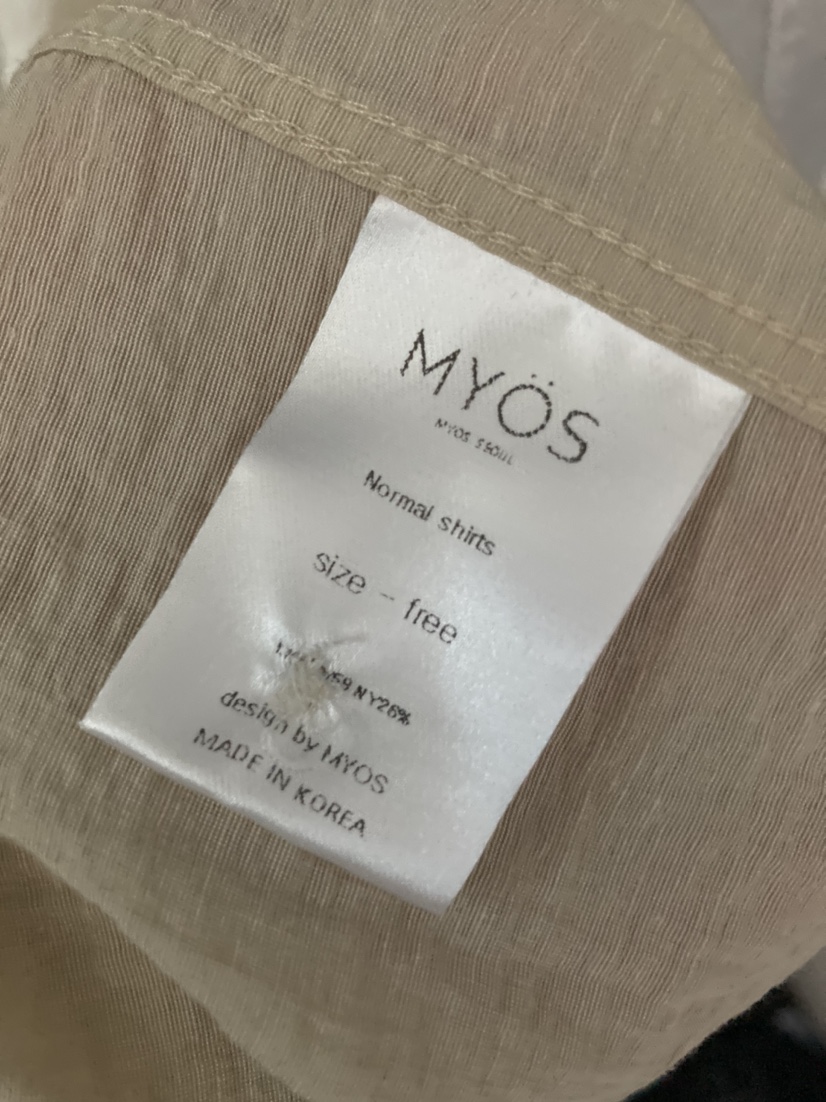 MYÖS
MYOS SEOUL
Normal shirts
size - free
NY26%
design by MYOS
MADE IN KOREA